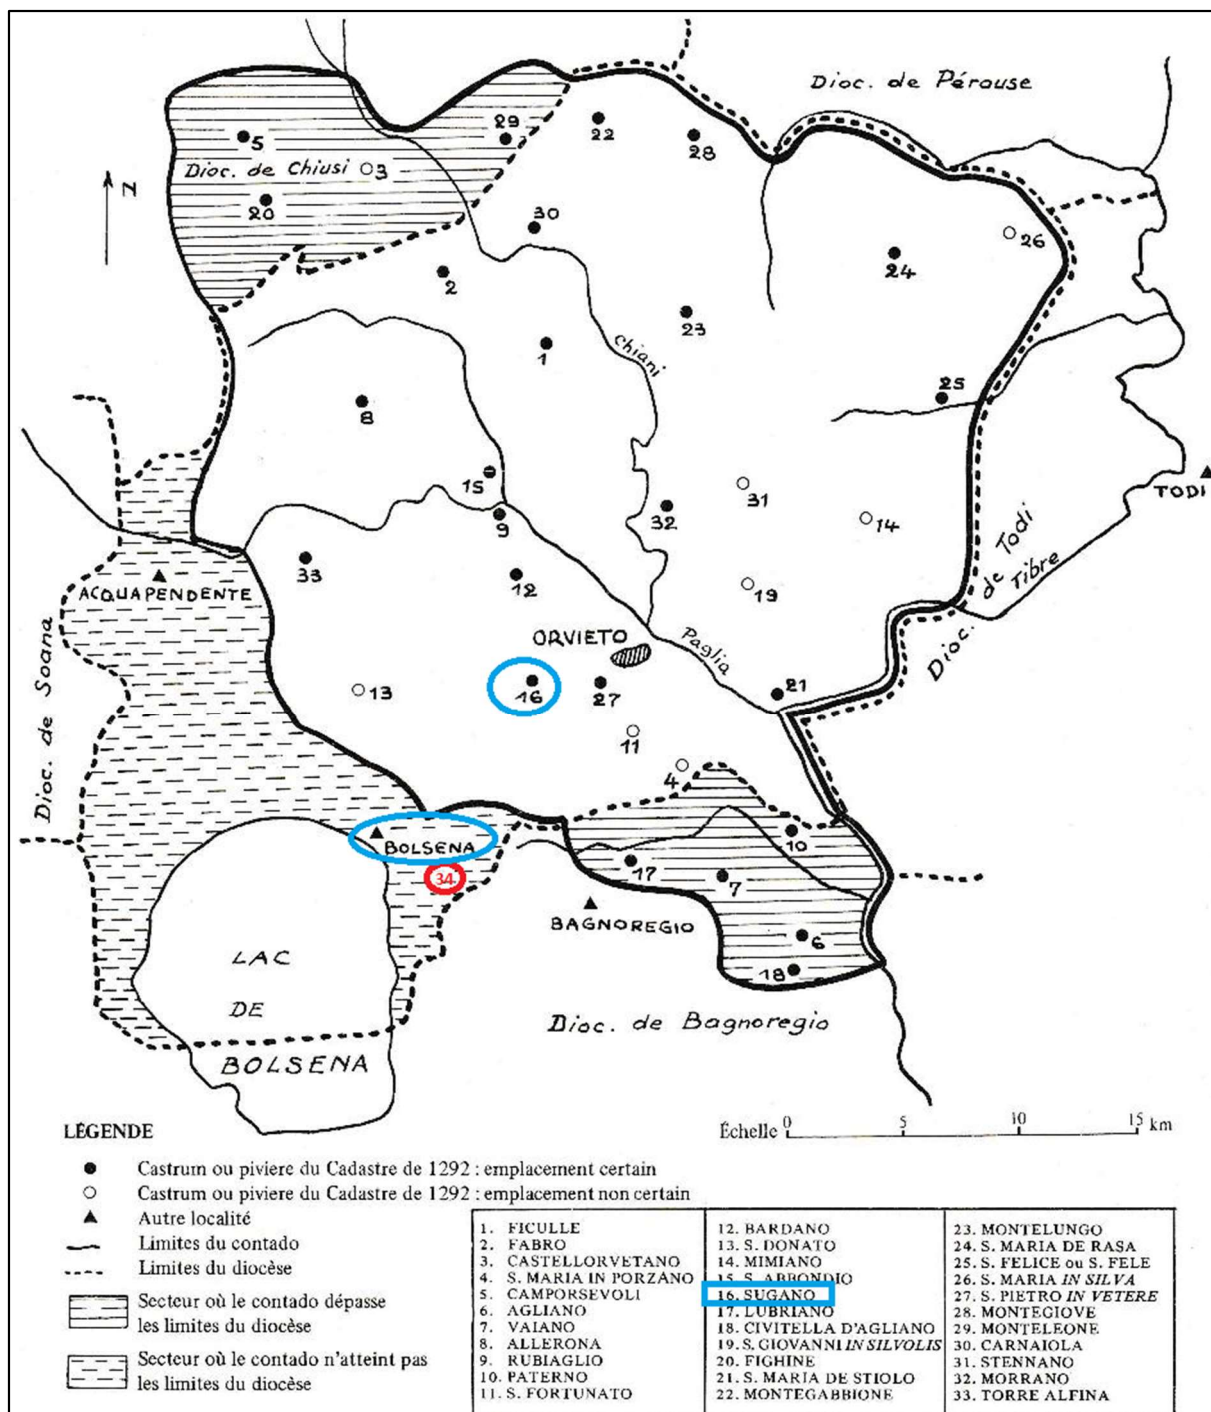 Dioc. de Pérouse
29
22
28
5
Dioc. de Chiusi
3
N
20
30
26
24
2
23
1
Chiani
25
8
15
31
TODI
32
14
9
33
ACQUAPENDENTE
12
19
Dioc. de Todi
Tibre
ORVIETO
Paglia
Dioc. de Soana
13
16
27
21
11
4
BOLSENA
34
10
17
7
BAGNOREGIO
6
18
LAC
DE
BOLSENA
Dioc. de Bagnoregio
LÉGENDE
Échelle 0 5 10 15 km
Castrum ou piviere du Cadastre de 1292 : emplacement certain
Castrum ou piviere du Cadastre de 1292 : emplacement non certain
Autre localité
Limites du contado
Limites du diocèse
Secteur où le contado dépasse
les limites du diocèse
Secteur où le contado n'atteint pas
les limites du diocèse
1. FICULLE
2. FABRO
3. CASTELLORVETANO
4. S. MARIA IN PORZANO
5. CAMPORSEVOLI
6. AGLIANO
7. VAIANO
8. ALLERONA
9. RUBIAGLIO
10. PATERNO
11. S. FORTUNATO
12. BARDANO
13. S. DONATO
14. MIMIANO
15. S. ABBONDIO
16. SUGANO
17. LUBRIANO
18. CIVITELLA D'AGLIANO
19. S. GIOVANNI IN SILVOLIS
20. FIGHINE
21. S. MARIA DE STIOLO
22. MONTEGABBIONE
23. MONTELUNGO
24. S. MARIA DE RASA
25. S. FELICE ou S. FELE
26. S. MARIA IN SILVA
27. S. PIETRO IN VETERE
28. MONTEGIOVE
29. MONTELEONE
30. CARNAIOLA
31. STENNANO
32. MORRANO
33. TORRE ALFINA